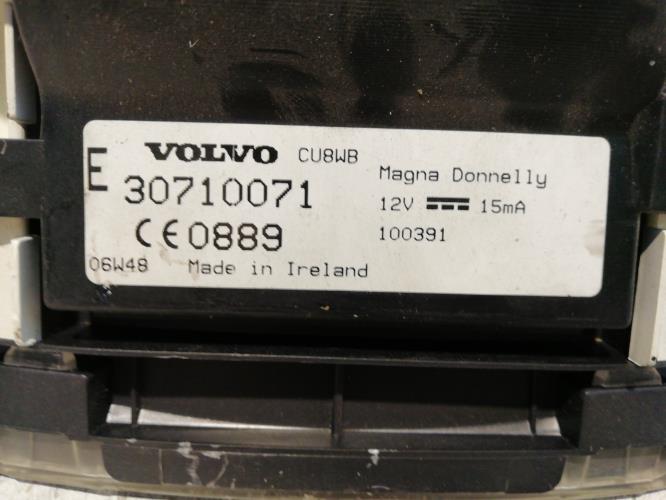 E VOLVO CU8WB
30710071
CE0889
06W48 Made in Ireland
Magna Donnelly
12V 15mA
100391